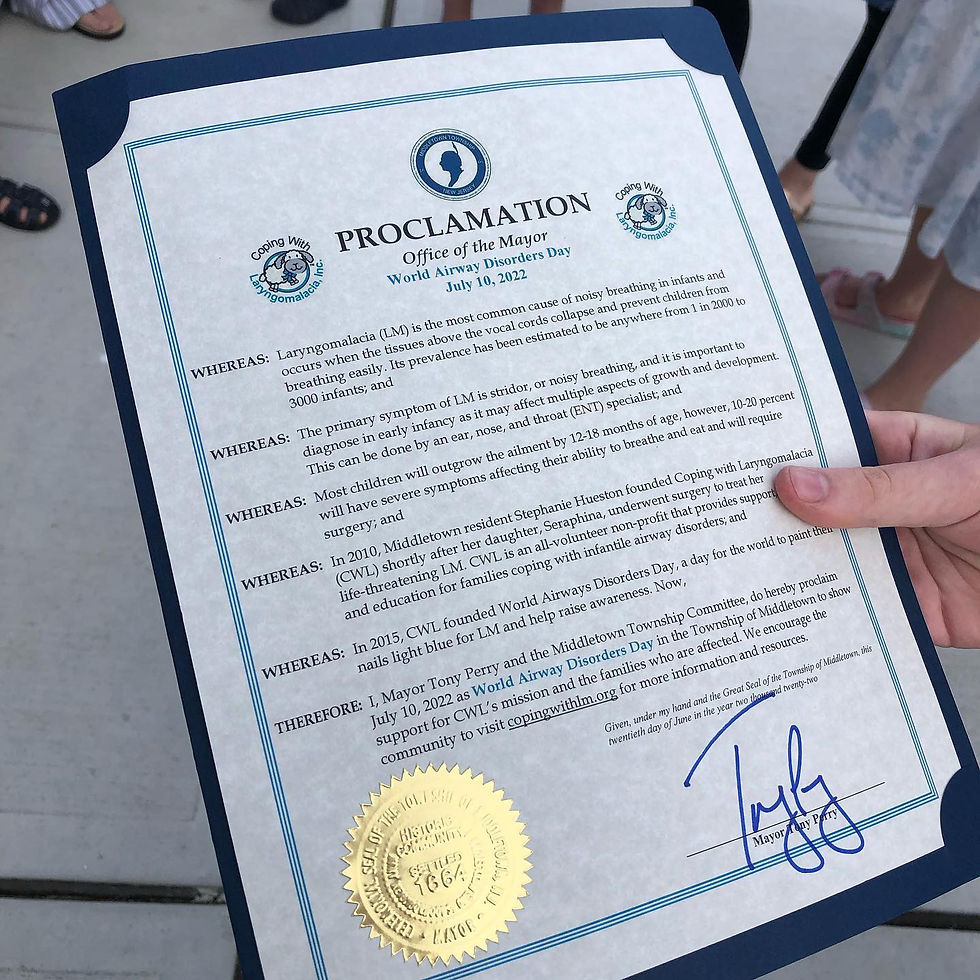 MIDDLETOWN TOWNSHIP
NEW JERSEY
Coping With
Laryngomalacia, Inc.
Coping With
Laryngomalacia, Inc.
PROCLAMATION
Office of the Mayor
World Airway Disorders Day
July 10, 2022
WHEREAS: Laryngomalacia (LM) is the most common cause of noisy breathing in infants and
occurs when the tissues above the vocal cords collapse and prevent children from
breathing easily. Its prevalence has been estimated to be anywhere from 1 in 2000 to
3000 infants; and
WHEREAS: The primary symptom of LM is stridor, or noisy breathing, and it is important to
diagnose in early infancy as it may affect multiple aspects of growth and development.
This can be done by an ear, nose, and throat (ENT) specialist; and
WHEREAS: Most children will outgrow the ailment by 12-18 months of age, however, 10-20 percent
will have severe symptoms affecting their ability to breathe and eat and will require
surgery; and
WHEREAS: In 2010, Middletown resident Stephanie Hueston founded Coping with Laryngomalacia
(CWL) shortly after her daughter, Seraphina, underwent surgery to treat her
life-threatening LM. CWL is an all-volunteer non-profit that provides support
and education for families coping with infantile airway disorders; and
WHEREAS: In 2015, CWL founded World Airways Disorders Day, a day for the world to paint their
nails light blue for LM and help raise awareness. Now,
THEREFORE: I, Mayor Tony Perry and the Middletown Township Committee, do hereby proclaim
July 10, 2022 as World Airway Disorders Day in the Township of Middletown to show
support for CWL's mission and the families who are affected. We encourage the
community to visit copingwithlm.org for more information and resources.
Given, under my hand and the Great Seal of the Township of Middletown, this
twentieth day of June in the year two thousand twenty-two
Mayor Tony Perry
HISTORIC
COMMUNITY
SETTLED
1664
MAYOR